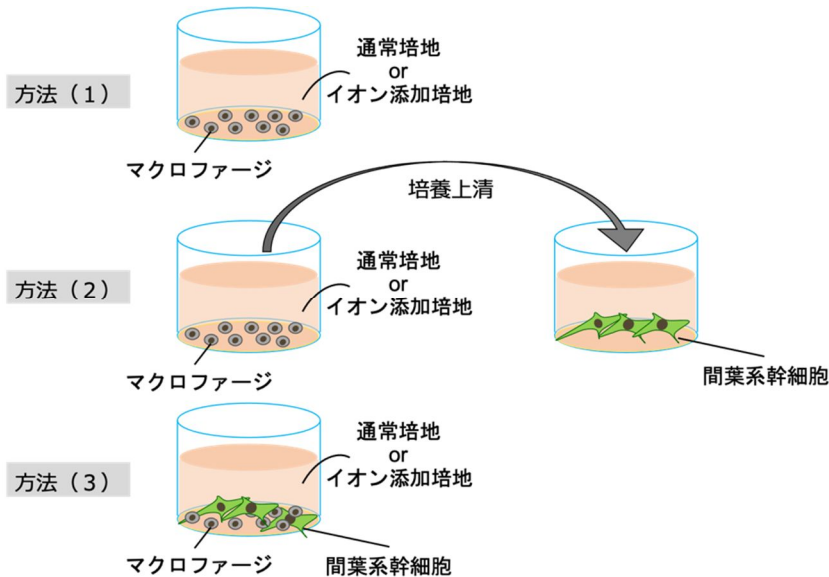 方法（1）
通常培地
or
イオン添加培地
マクロファージ
培養上清
方法（2）
通常培地
or
イオン添加培地
マクロファージ
間葉系幹細胞
方法（3）
通常培地
or
イオン添加培地
マクロファージ
間葉系幹細胞